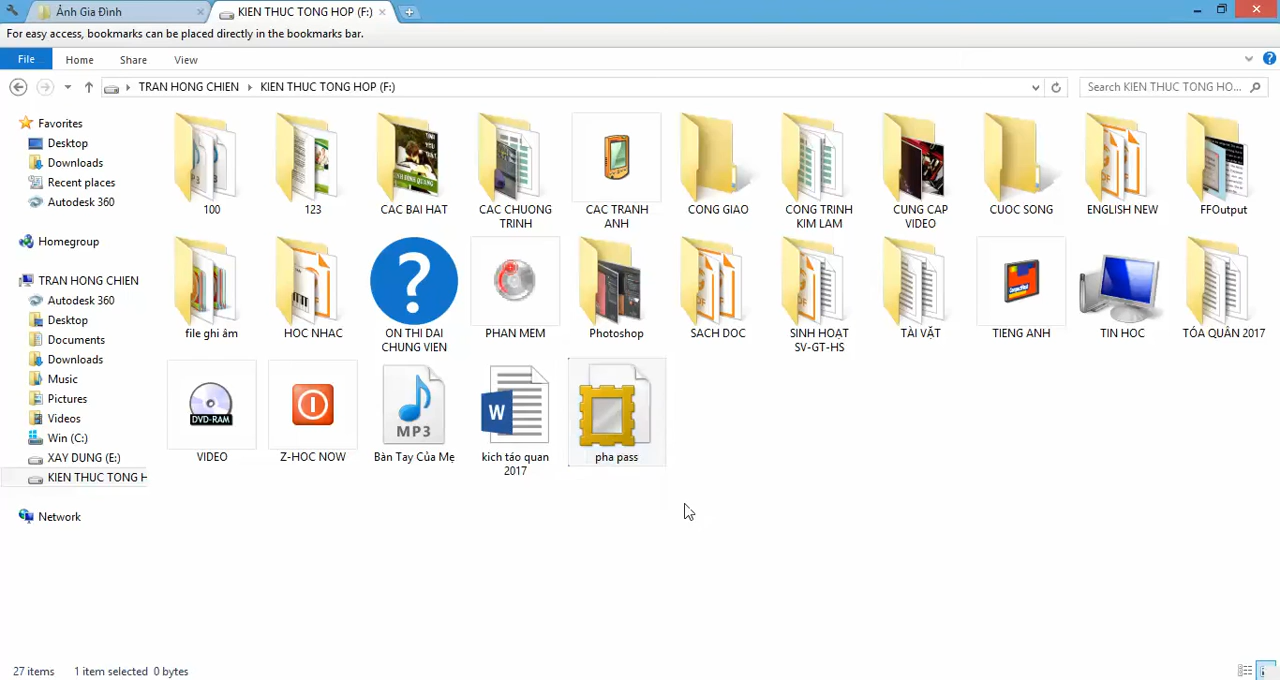 Ảnh Gia Đình
KIEN THUC TONG HOP (F:)
For easy access, bookmarks can be placed directly in the bookmarks bar.
File Home Share View
TRAN HONG CHIEN KIEN THUC TONG HOP (F:)
Search KIEN THUC TONG HO...
Favorites
Desktop
Downloads
Recent places
Autodesk 360
Homegroup
TRAN HONG CHIEN
Autodesk 360
Desktop
Documents
Downloads
Music
Pictures
Videos
Win (C:)
XAY DUNG (E:)
KIEN THUC TONG H
Network
100
123
CAC BAI HAT
CAC CHUONG
TRINH
CAC TRANH
ANH
CONG GIAO
CONG TRINH
KIM LAM
CUNG CAP
VIDEO
CUOC SONG
ENGLISH NEW
FFOutput
file ghi âm
HOC NHAC
ON THI DAI
CHUNG VIEN
PHAN MEM
Photoshop
SACH DOC
SINH HOAT
SV-GT-HS
TÀI VẶT
TIENG ANH
TIN HOC
TÓA QUÂN 2017
DVD-RAM
VIDEO
Z-HOC NOW
MP3
Bàn Tay Của Mẹ
W
kich táo quan
2017
pha pass
27 items 1 item selected 0 bytes